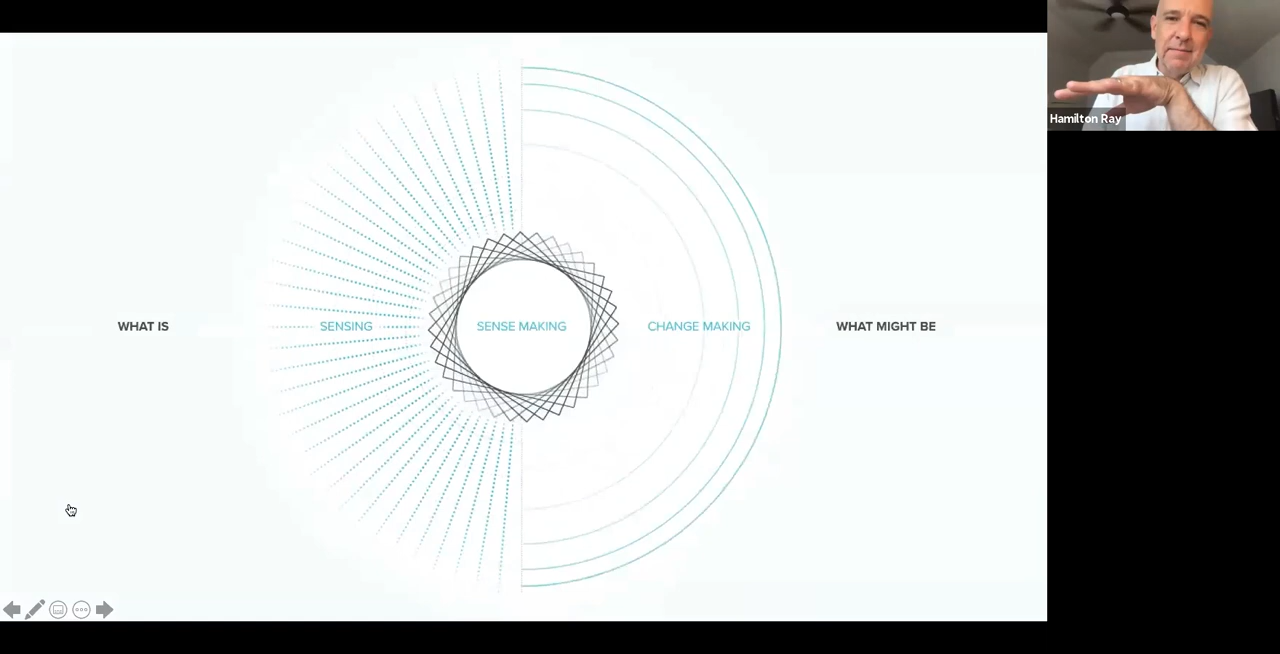 Hamilton Ray
WHAT IS
SENSING
SENSE MAKING
CHANGE MAKING
WHAT MIGHT BE